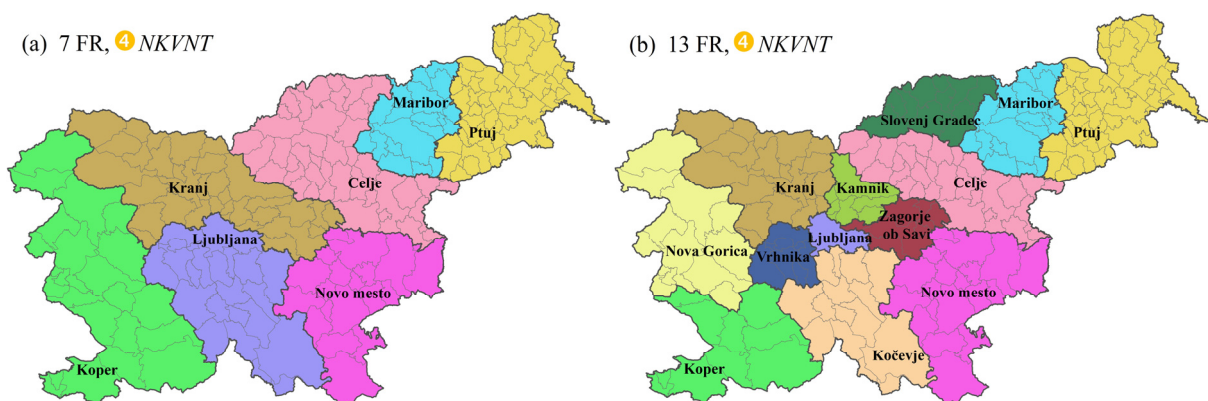 (a) 7 FR, 4 NKVNT
Maribor
Ptuj
Kranj
Celje
Ljubljana
Novo mesto
Koper
(b) 13 FR, 4 NKVNT
Slovenj Gradec
Maribor
Ptuj
Kranj
Kamnik
Celje
Zagorje
ob Savi
Ljubljana
Nova Gorica
Vrhnika
Novo mesto
Kočevje
Koper